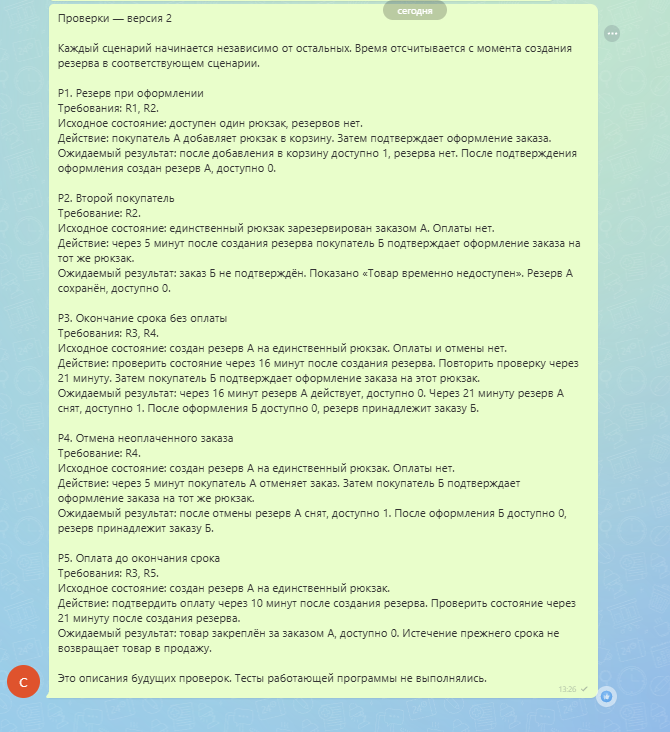 сегодня
Проверки — версия 2
Каждый сценарий начинается независимо от остальных. Время отсчитывается с момента создания
резерва в соответствующем сценарии.
P1. Резерв при оформлении
Требования: R1, R2.
Исходное состояние: доступен один рюкзак, резервов нет.
Действие: покупатель А добавляет рюкзак в корзину. Затем подтверждает оформление заказа.
Ожидаемый результат: после добавления в корзину доступно 1, резерва нет. После подтверждения
оформления создан резерв А, доступно 0.
P2. Второй покупатель
Требование: R2.
Исходное состояние: единственный рюкзак зарезервирован заказом А. Оплаты нет.
Действие: через 5 минут после создания резерва покупатель Б подтверждает оформление заказа на
тот же рюкзак.
Ожидаемый результат: заказ Б не подтверждён. Показано «Товар временно недоступен». Резерв А
сохранён, доступно 0.
P3. Окончание срока без оплаты
Требования: R3, R4.
Исходное состояние: создан резерв А на единственный рюкзак. Оплаты и отмены нет.
Действие: проверить состояние через 16 минут после создания резерва. Повторить проверку через
21 минуту. Затем покупатель Б подтверждает оформление заказа на этот рюкзак.
Ожидаемый результат: через 16 минут резерв А действует, доступно 0. Через 21 минуту резерв А
снят, доступно 1. После оформления Б доступно 0, резерв принадлежит заказу Б.
P4. Отмена неоплаченного заказа
Требование: R4.
Исходное состояние: создан резерв А на единственный рюкзак. Оплаты нет.
Действие: через 5 минут покупатель А отменяет заказ. Затем покупатель Б подтверждает
оформление заказа на тот же рюкзак.
Ожидаемый результат: после отмены резерв А снят, доступно 1. После оформления Б доступно 0,
резерв принадлежит заказу Б.
P5. Оплата до окончания срока
Требования: R3, R5.
Исходное состояние: создан резерв А на единственный рюкзак.
Действие: подтвердить оплату через 10 минут после создания резерва. Проверить состояние через
21 минуту после создания резерва.
Ожидаемый результат: товар закреплён за заказом А, доступно 0. Истечение прежнего срока не
возвращает товар в продажу.
Это описания будущих проверок. Тесты работающей программы не выполнялись.
13:26
С